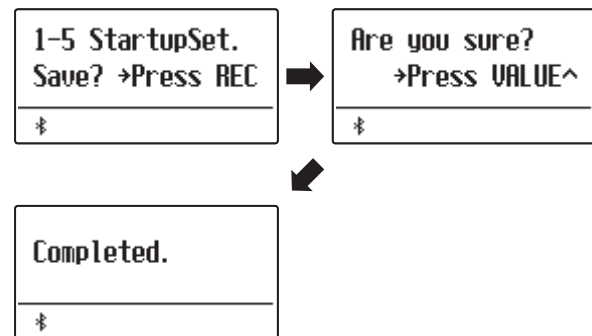 1-5 StartupSet.
Save? →Press REC
Are you sure?
→Press VALUE^
Completed.